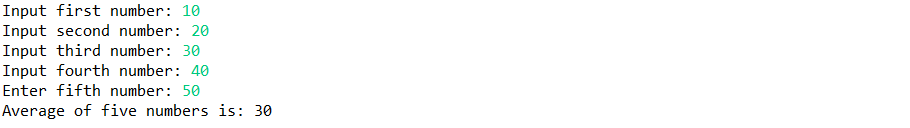 Input first number: 10
Input second number: 20
Input third number: 30
Input fourth number: 40
Enter fifth number: 50
Average of five numbers is: 30